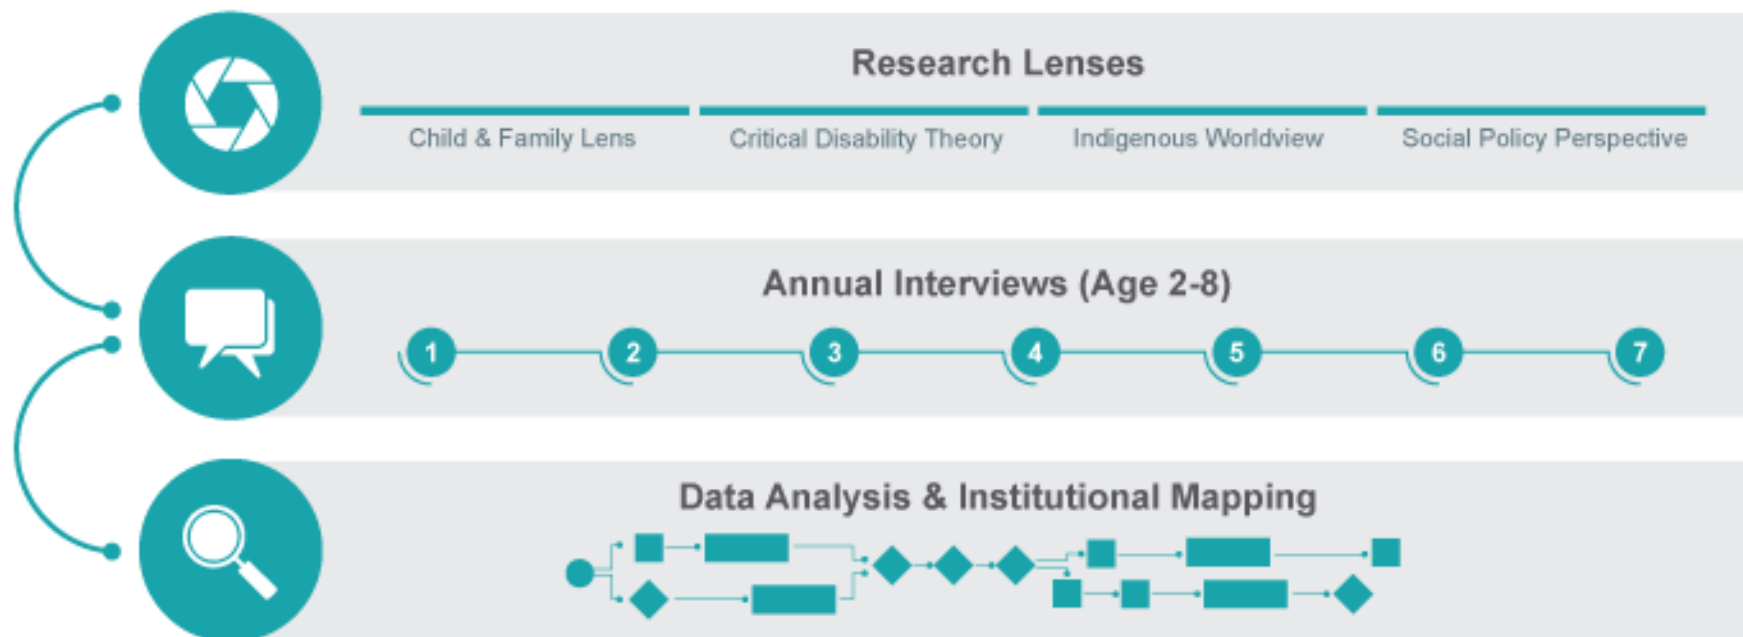 Research Lenses
Child & Family Lens
Critical Disability Theory
Indigenous Worldview
Social Policy Perspective
Annual Interviews (Age 2-8)
1 2 3 4 5 6 7
Data Analysis & Institutional Mapping